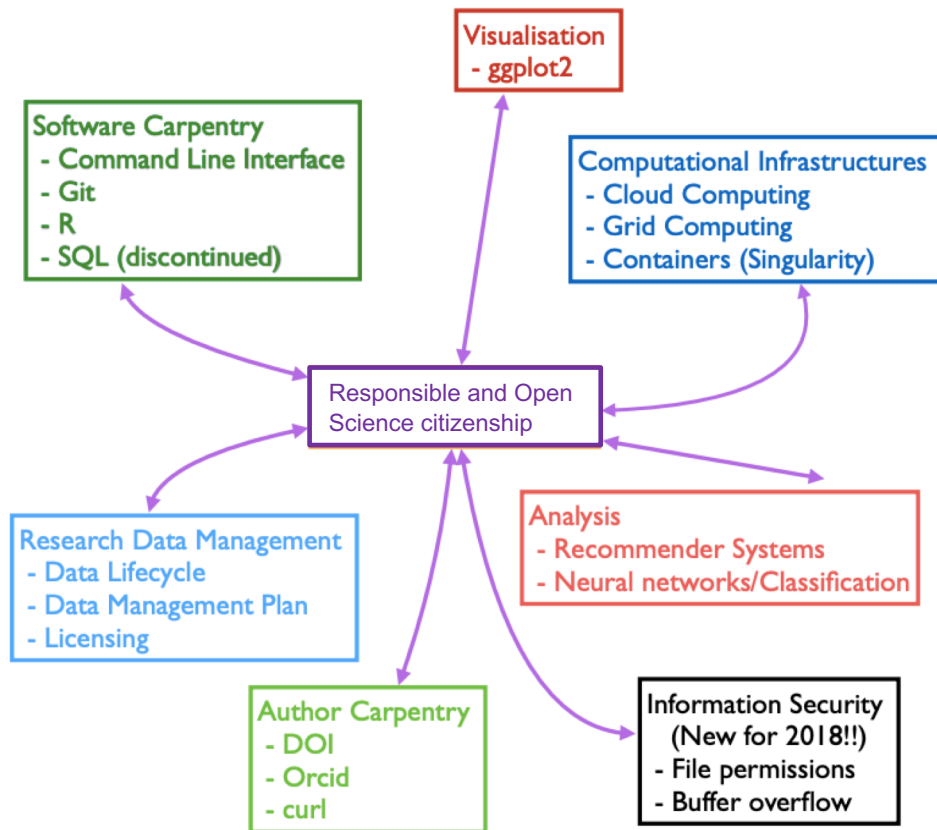 Visualisation
- ggplot2
Software Carpentry
- Command Line Interface
- Git
- R
- SQL (discontinued)
Computational Infrastructures
- Cloud Computing
- Grid Computing
- Containers (Singularity)
Responsible and Open
Science citizenship
Research Data Management
- Data Lifecycle
- Data Management Plan
- Licensing
Analysis
- Recommender Systems
- Neural networks/Classification
Author Carpentry
- DOI
- Orcid
- curl
Information Security
(New for 2018!!)
- File permissions
- Buffer overflow